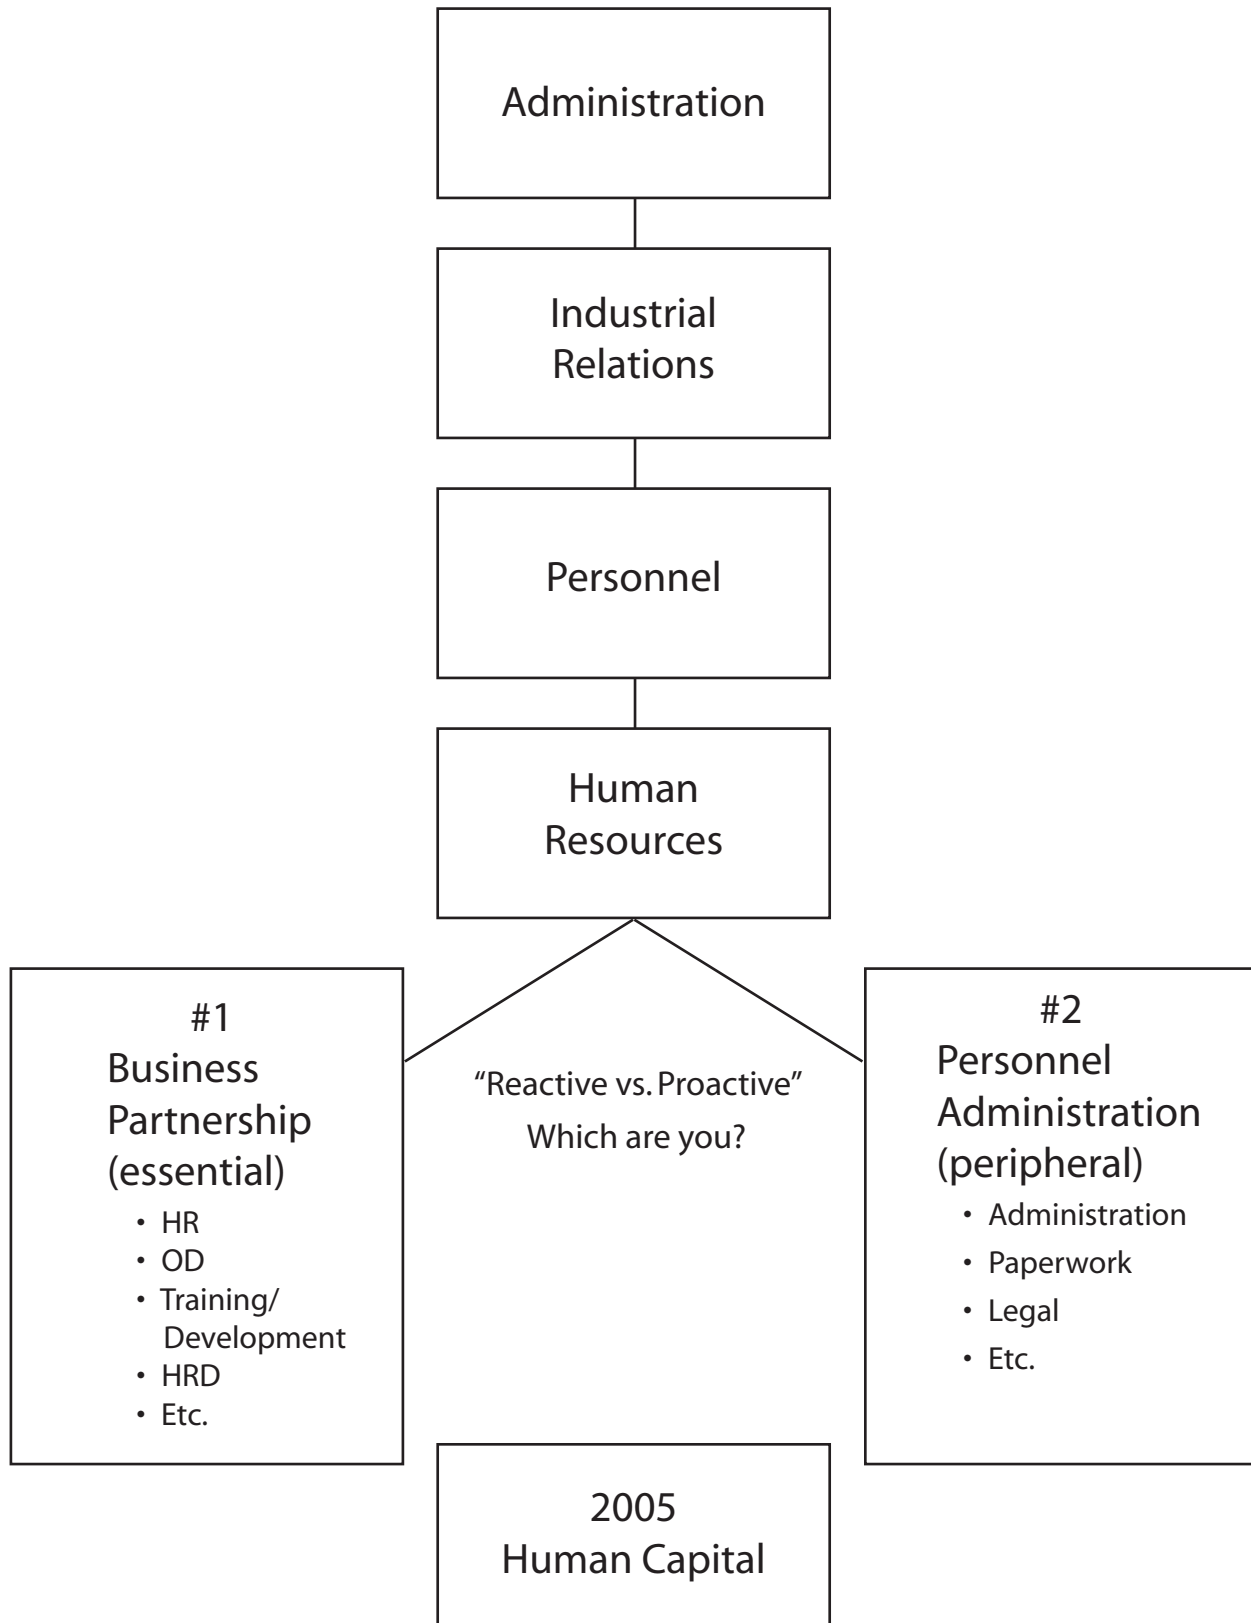 Administration
Industrial
Relations
Personnel
Human
Resources
#1
Business
Partnership
(essential)
• HR
• OD
• Training/
Development
• HRD
• Etc.
“Reactive vs. Proactive”
Which are you?
#2
Personnel
Administration
(peripheral)
• Administration
• Paperwork
• Legal
• Etc.
2005
Human Capital